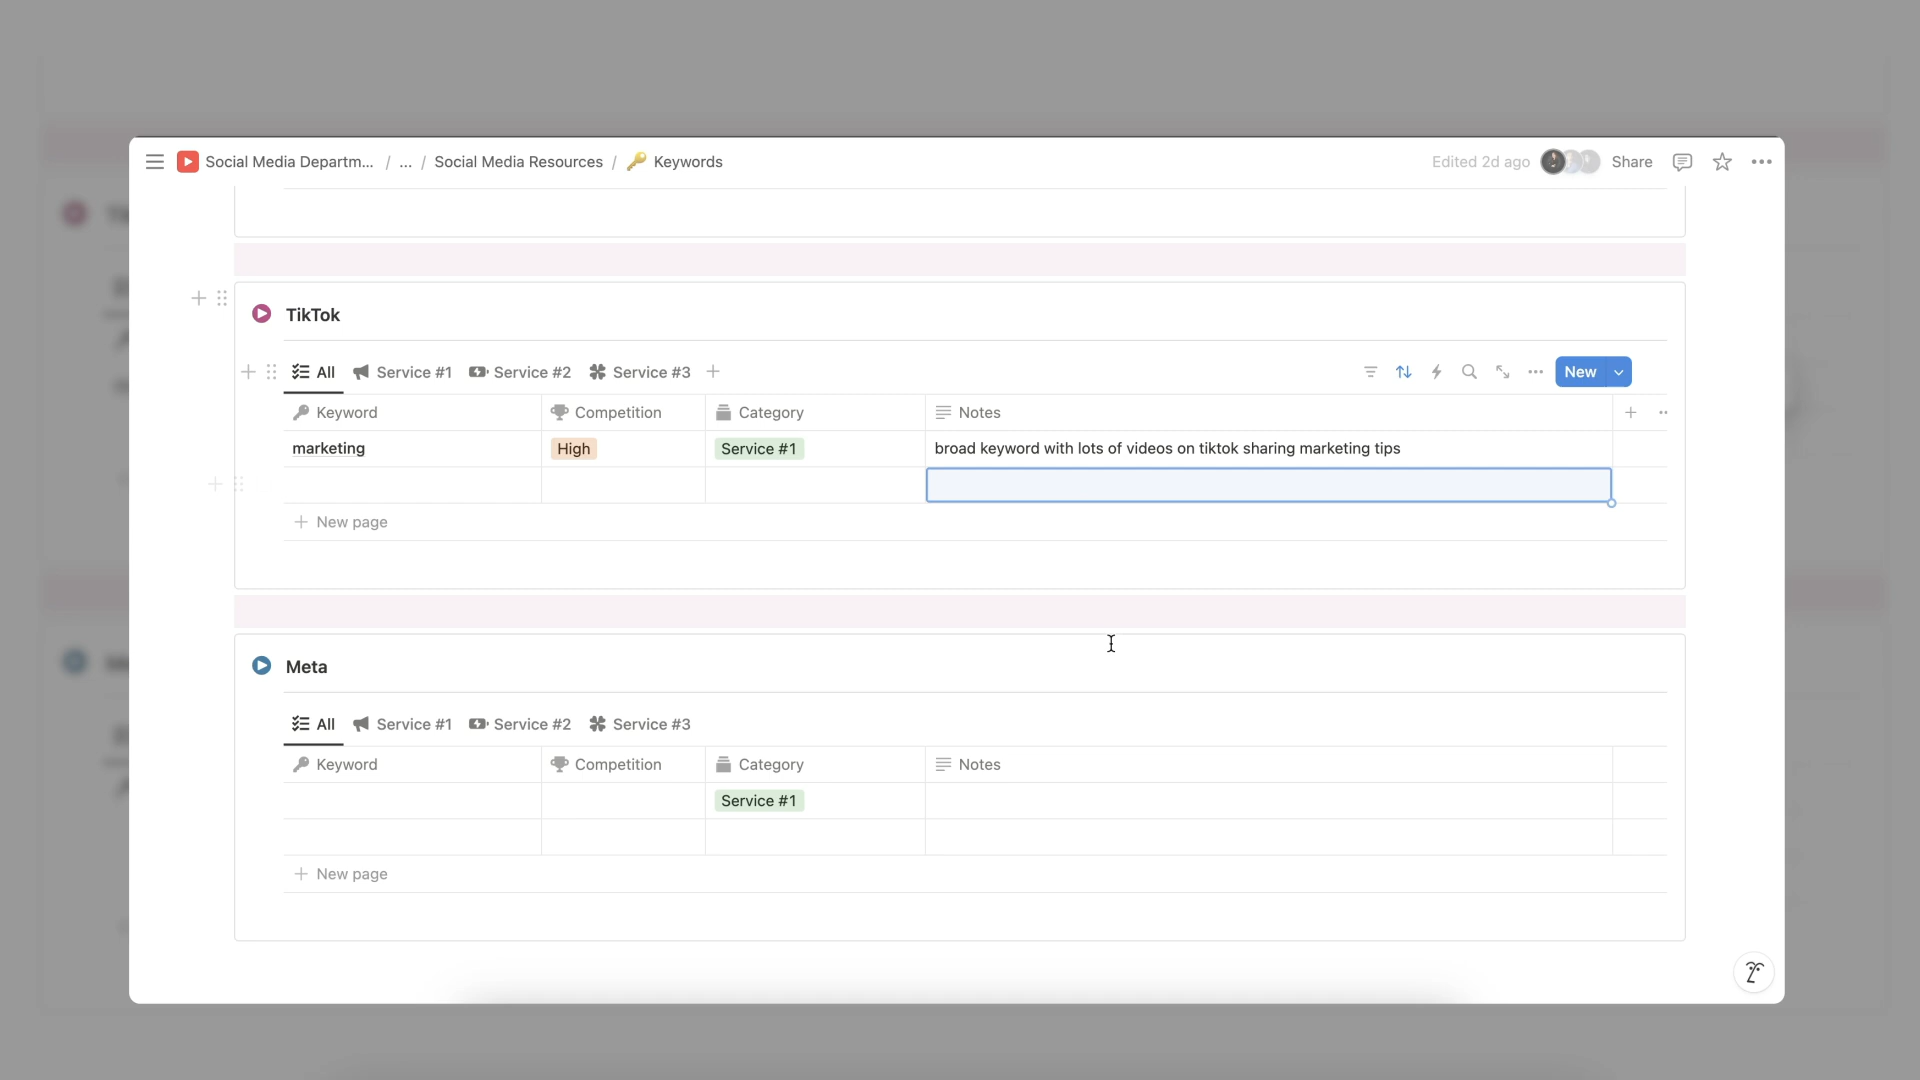 Social Media Departm... / ... / Social Media Resources / Keywords
Edited 2d ago Share
TikTok
All Service #1 Service #2 Service #3
New
Keyword Competition Category Notes
marketing High Service #1 broad keyword with lots of videos on tiktok sharing marketing tips
New page
Meta
All Service #1 Service #2 Service #3
Keyword Competition Category Notes
Service #1
New page